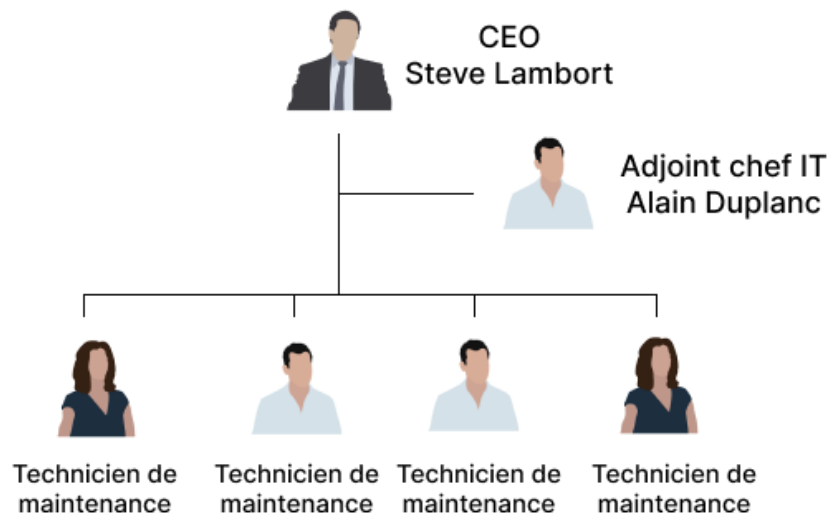 CEO
Steve Lambort
Adjoint chef IT
Alain Duplanc
Technicien de
maintenance
Technicien de
maintenance
Technicien de
maintenance
Technicien de
maintenance